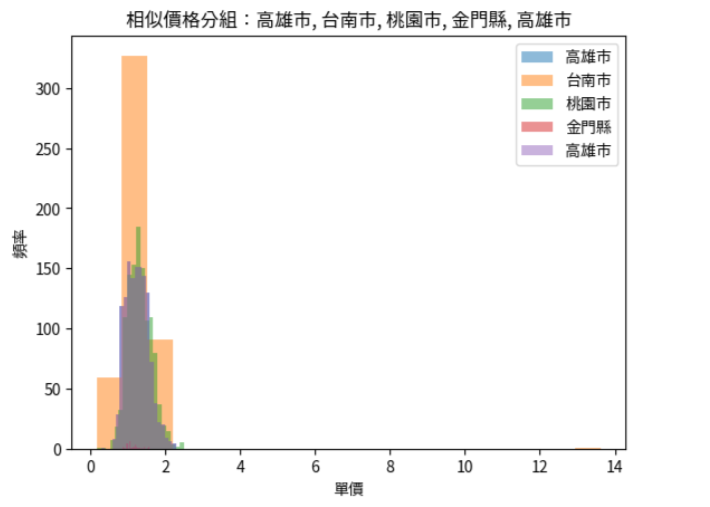 相似價格分組：高雄市, 台南市, 桃園市, 金門縣, 高雄市
高雄市
台南市
桃園市
金門縣
高雄市
頻率
300
250
200
150
100
50
0
0 2 4 6 8 10 12 14
單價